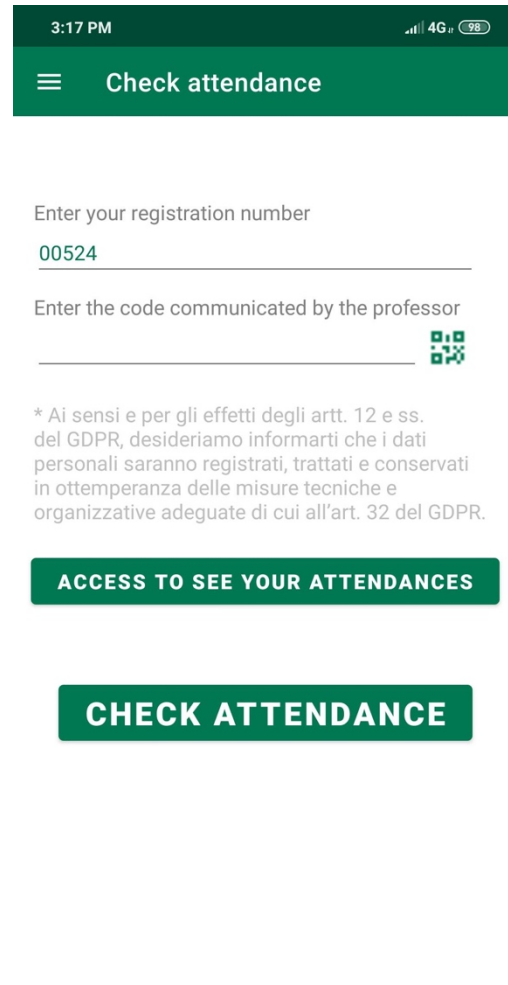 3:17 PM 4G 98
Check attendance
Enter your registration number
00524
Enter the code communicated by the professor
* Ai sensi e per gli effetti degli artt. 12 e ss.
del GDPR, desideriamo informarti che i dati
personali saranno registrati, trattati e conservati
in ottemperanza delle misure tecniche e
organizzative adeguate di cui all’art. 32 del GDPR.
ACCESS TO SEE YOUR ATTENDANCES
CHECK ATTENDANCE